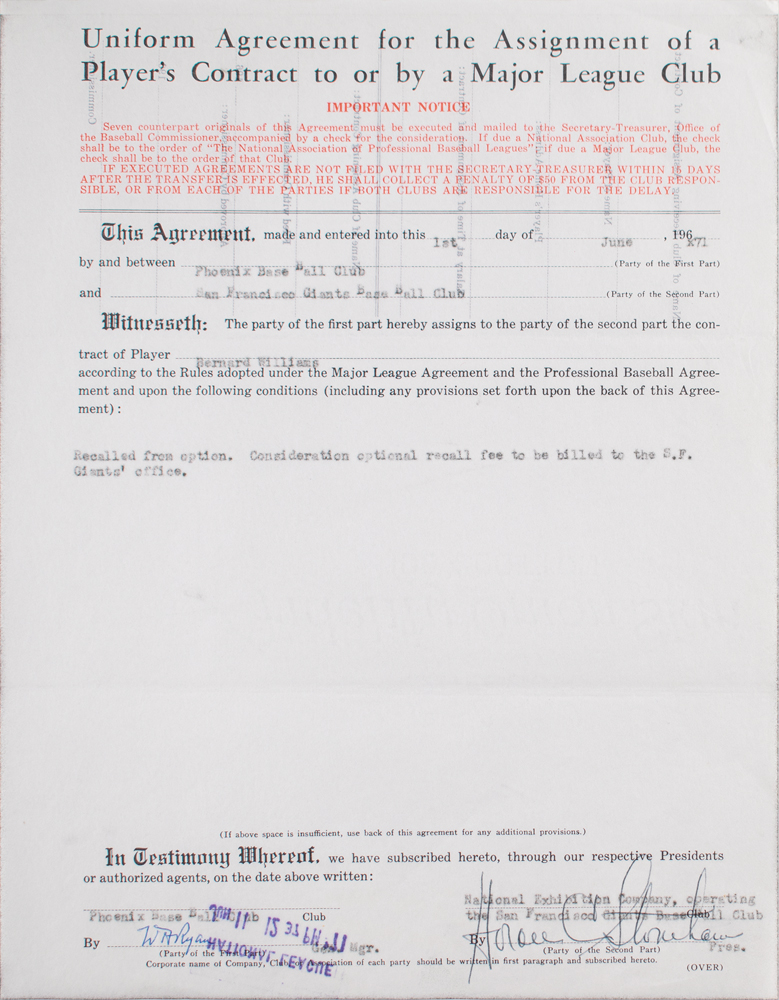 Uniform Agreement for the Assignment of a
Player's Contract to or by a Major League Club
IMPORTANT NOTICE
Seven counterpart originals of this Agreement must be executed and mailed to the Secretary-Treasurer, Office of
the Baseball Commissioner, accompanied by a check for the consideration. If due a National Association Club, the check
shall be to the order of "The National Association of Professional Baseball Leagues"; if due a Major League Club, the
check shall be to the order of that Club.
IF EXECUTED AGREEMENTS ARE NOT FILED WITH THE SECRETARY-TREASURER WITHIN 15 DAYS
AFTER THE TRANSFER IS EFFECTED, HE SHALL COLLECT A PENALTY OF $50 FROM THE CLUB RESPON-
SIBLE, OR FROM EACH OF THE PARTIES IF BOTH CLUBS ARE RESPONSIBLE FOR THE DELAY.
This Agreement, made and entered into this 1st day of June, 196x71
by and between Phoenix Base Ball Club (Party of the First Part)
and San Francisco Giants Base Ball Club (Party of the Second Part)
Witnesseth: The party of the first part hereby assigns to the party of the second part the con-
tract of Player Bernard Williams
according to the Rules adopted under the Major League Agreement and the Professional Baseball Agree-
ment and upon the following conditions (including any provisions set forth upon the back of this Agree-
ment):
Recalled from option. Consideration optional recall fee to be billed to the S.F.
Giants' office.
(If above space is insufficient, use back of this agreement for any additional provisions.)
In Testimony Whereof, we have subscribed hereto, through our respective Presidents
or authorized agents, on the date above written:
National Exhibition Company, operating
Phoenix Base Ball Club Club the San Francisco Giants Baseball Club
By W A Ryan Mgr. By Horace C Stoneham Pres.
(Party of the First Part) (Party of the Second Part)
Corporate name of Company, Club or Association of each party should be written in first paragraph and subscribed hereto.
(OVER)